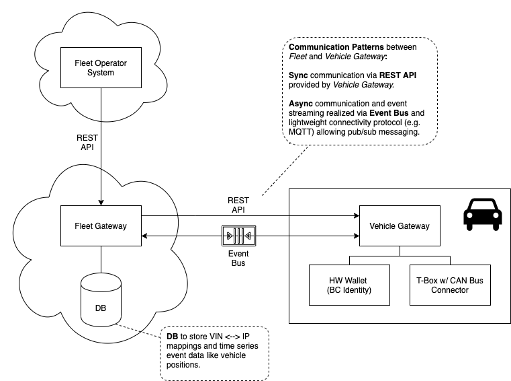 Fleet Operator
System
Communication Patterns between
Fleet and Vehicle Gateway:
Sync communication via REST API
provided by Vehicle Gateway.
Async communication and event
streaming realized via Event Bus and
lightweight connectivity protocol (e.g.
MQTT) allowing pub/sub messaging.
REST
API
Fleet Gateway
REST
API
Event
Bus
Vehicle Gateway
HW Wallet
(BC Identity)
T-Box w/ CAN Bus
Connector
DB
DB to store VIN <--> IP
mappings and time series
event data like vehicle
positions.